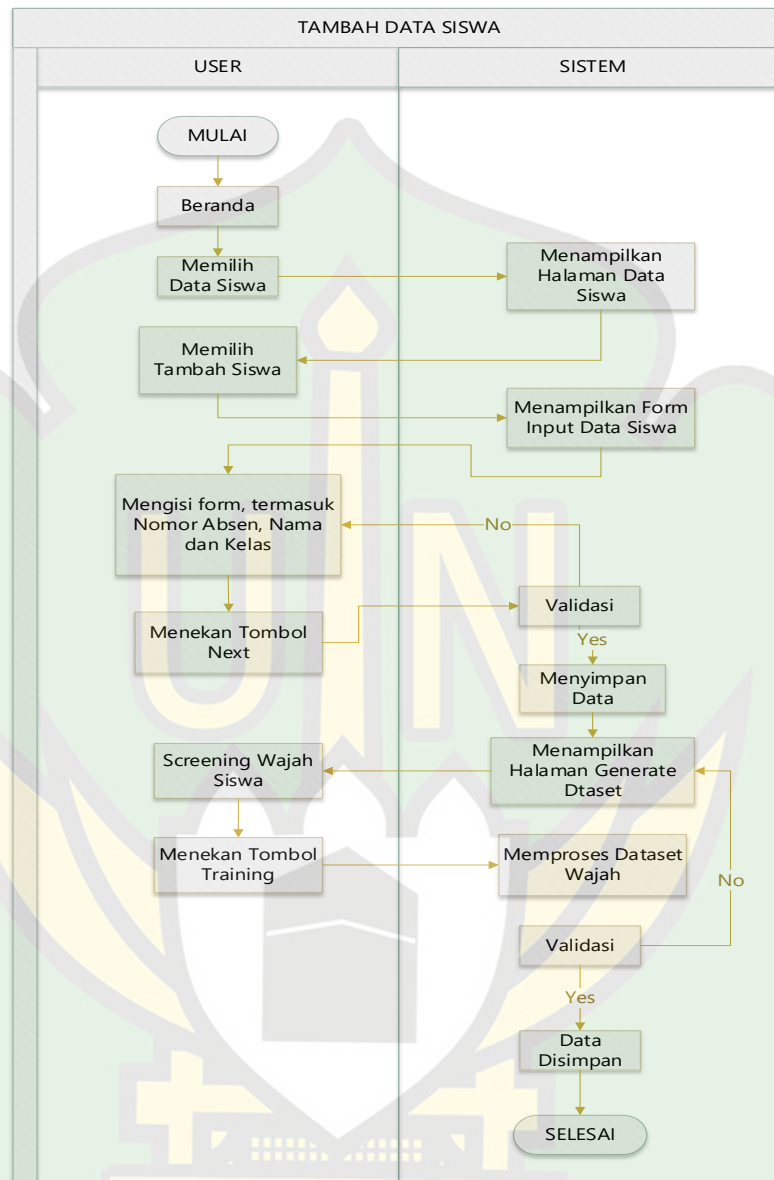 TAMBAH DATA SISWA
USER
SISTEM
MULAI
Beranda
Memilih
Data Siswa
Menampilkan
Halaman Data
Siswa
Memilih
Tambah Siswa
Menampilkan Form
Input Data Siswa
Mengisi form, termasuk
Nomor Absen, Nama
dan Kelas
No
Menekan Tombol
Next
Validasi
Yes
Menyimpan
Data
Menampilkan
Halaman Generate
Dtaset
Screening Wajah
Siswa
Menekan Tombol
Training
Memproses Dataset
Wajah
No
Validasi
Yes
Data
Disimpan
SELESAI
UIN